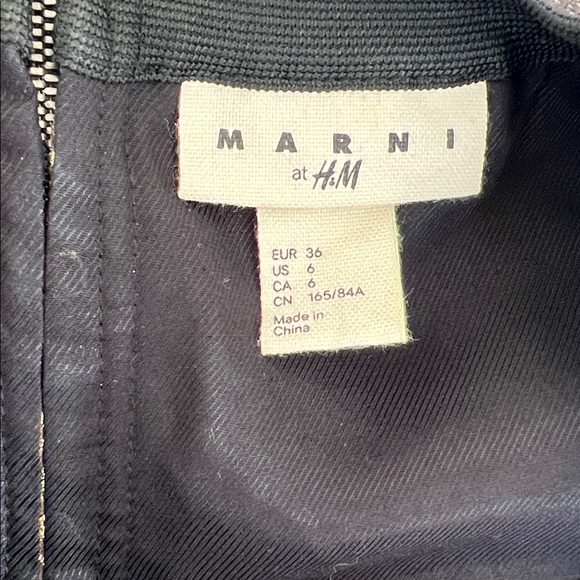 MARNI
at H&M
EUR 36
US 6
CA 6
CN 165/84A
Made in
China